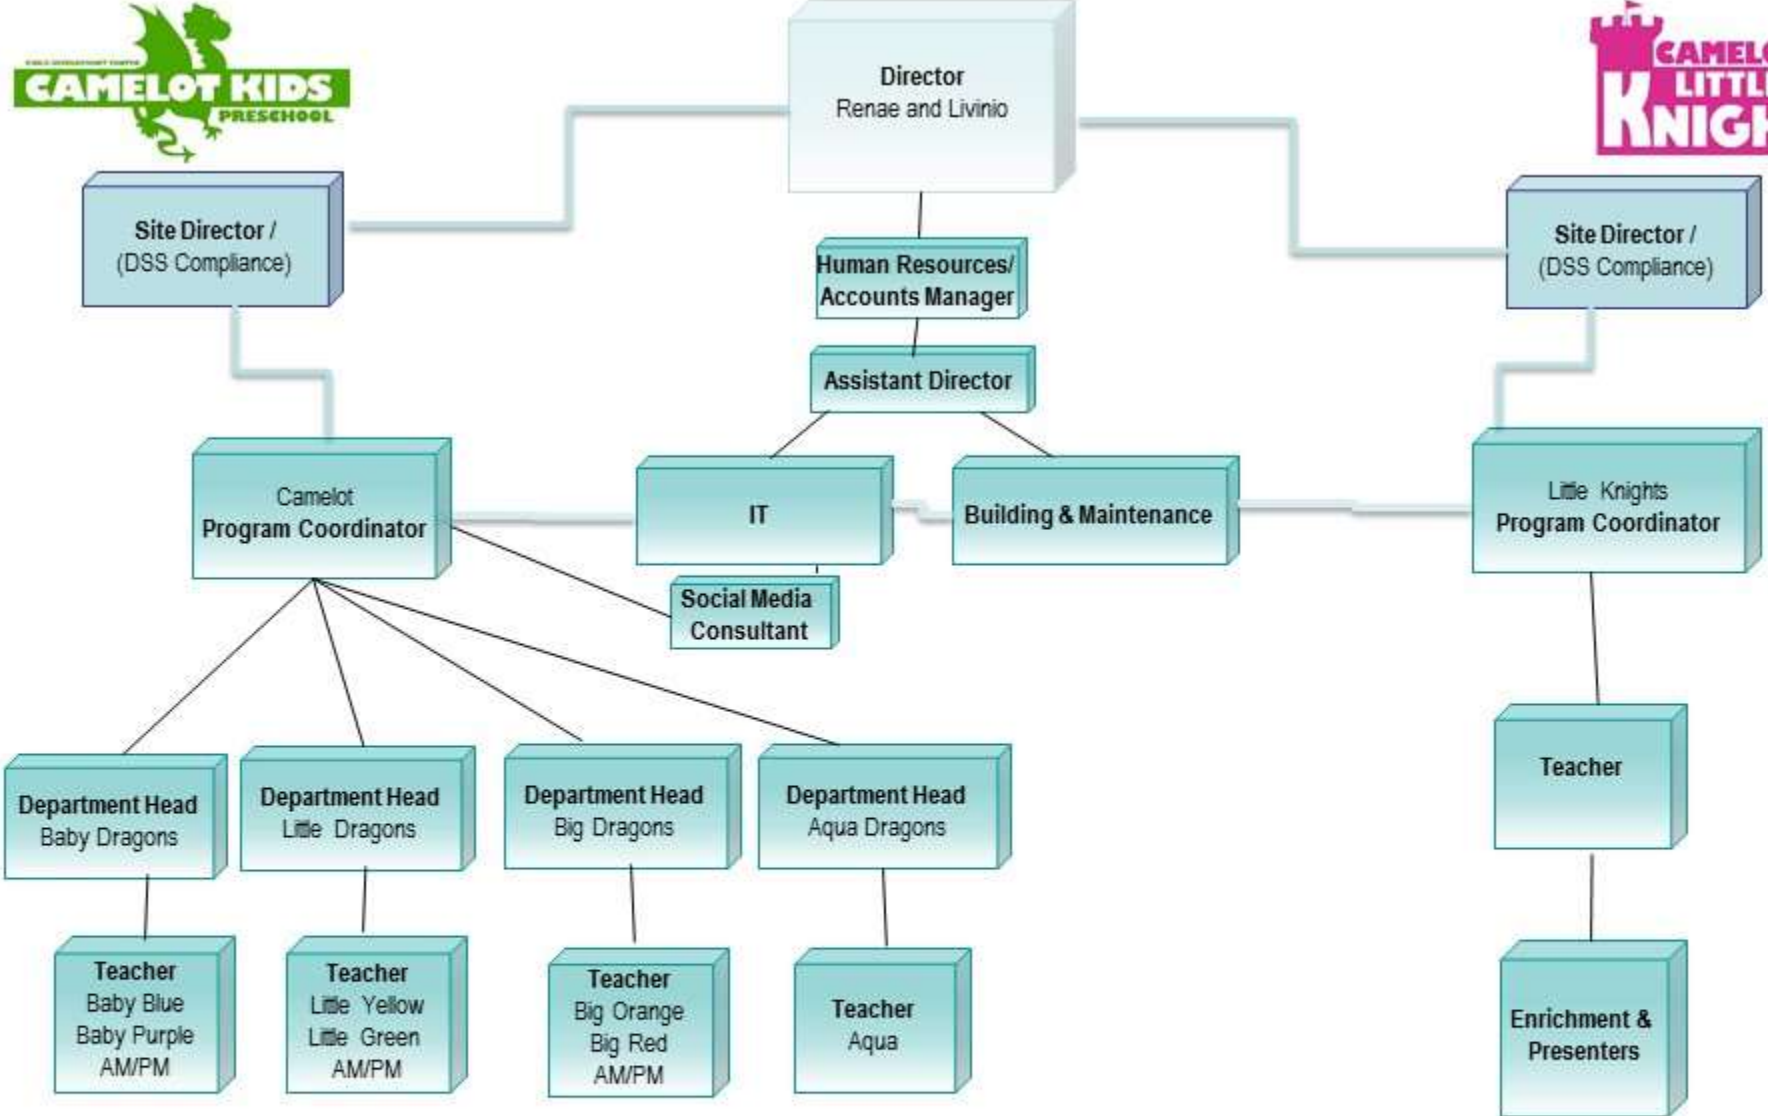 CAMELOT KIDS
PRESCHOOL
Director
Renae and Livinio
CAMELO
LITTL
KNIGH
Site Director /
(DSS Compliance)
Site Director /
(DSS Compliance)
Human Resources/
Accounts Manager
Assistant Director
Camelot
Program Coordinator
IT
Building & Maintenance
Little Knights
Program Coordinator
Social Media
Consultant
Department Head
Baby Dragons
Department Head
Little Dragons
Department Head
Big Dragons
Department Head
Aqua Dragons
Teacher
Teacher
Baby Blue
Baby Purple
AM/PM
Teacher
Little Yellow
Little Green
AM/PM
Teacher
Big Orange
Big Red
AM/PM
Teacher
Aqua
Enrichment &
Presenters